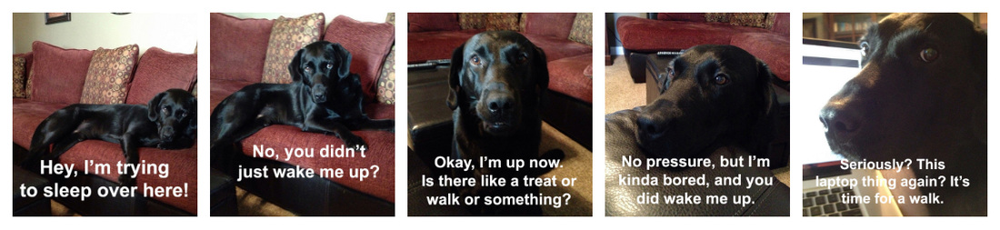 Hey, I'm trying
to sleep over here!
No, you didn't
just wake me up?
Okay, I'm up now.
Is there like a treat or
walk or something?
No pressure, but I'm
kinda bored, and you
did wake me up.
Seriously? This
laptop thing again? It's
time for a walk.